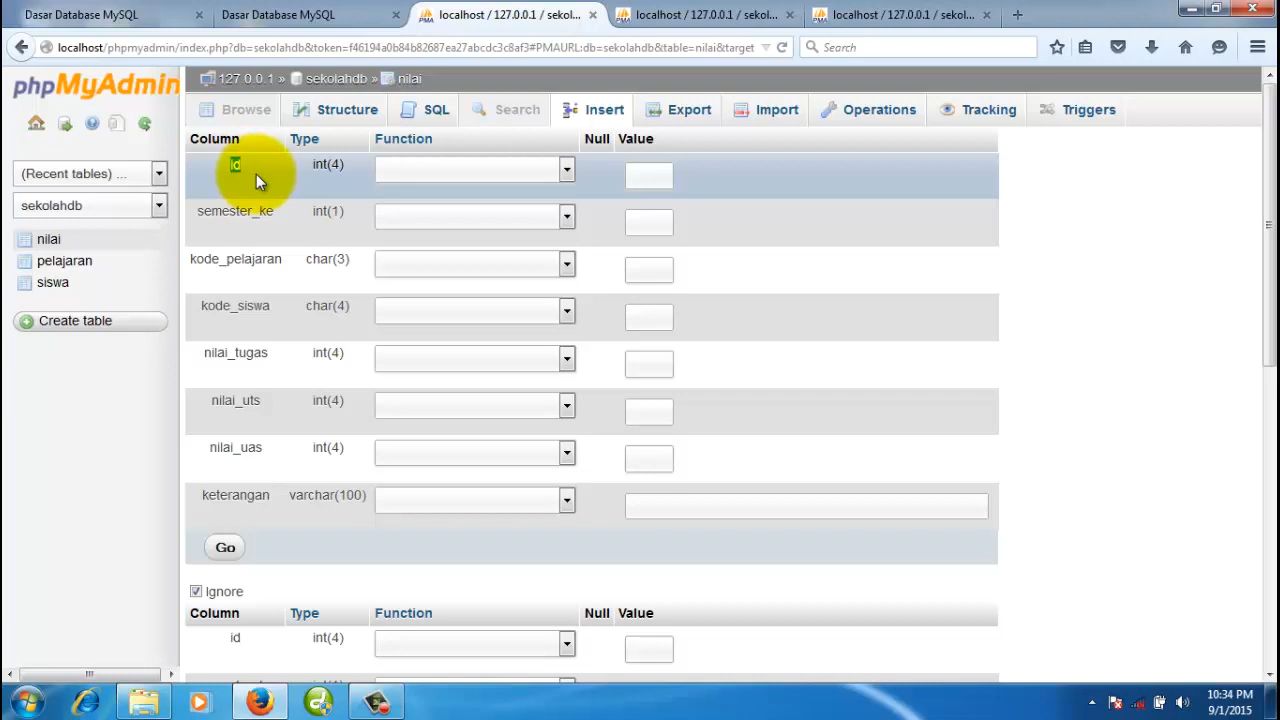 Dasar Database MySQL × Dasar Database MySQL × localhost / 127.0.0.1 / sekol... × localhost / 127.0.0.1 / sekol... × localhost / 127.0.0.1 / sekol... × +
localhost/phpmyadmin/index.php?db=sekolahdb&token=f46194a0b84b82687ea27abcdc3c8af3#PMAURL:db=sekolahdb&table=nilai&target
Search
phpMyAdmin
(Recent tables) ...
sekolahdb
nilai
pelajaran
siswa
Create table
127.0.0.1 » sekolahdb » nilai
Browse Structure SQL Search Insert Export Import Operations Tracking Triggers
Column Type Function Null Value
id int(4)
semester_ke int(1)
kode_pelajaran char(3)
kode_siswa char(4)
nilai_tugas int(4)
nilai_uts int(4)
nilai_uas int(4)
keterangan varchar(100)
Go
Ignore
Column Type Function Null Value
id int(4)
10:34 PM
9/1/2015